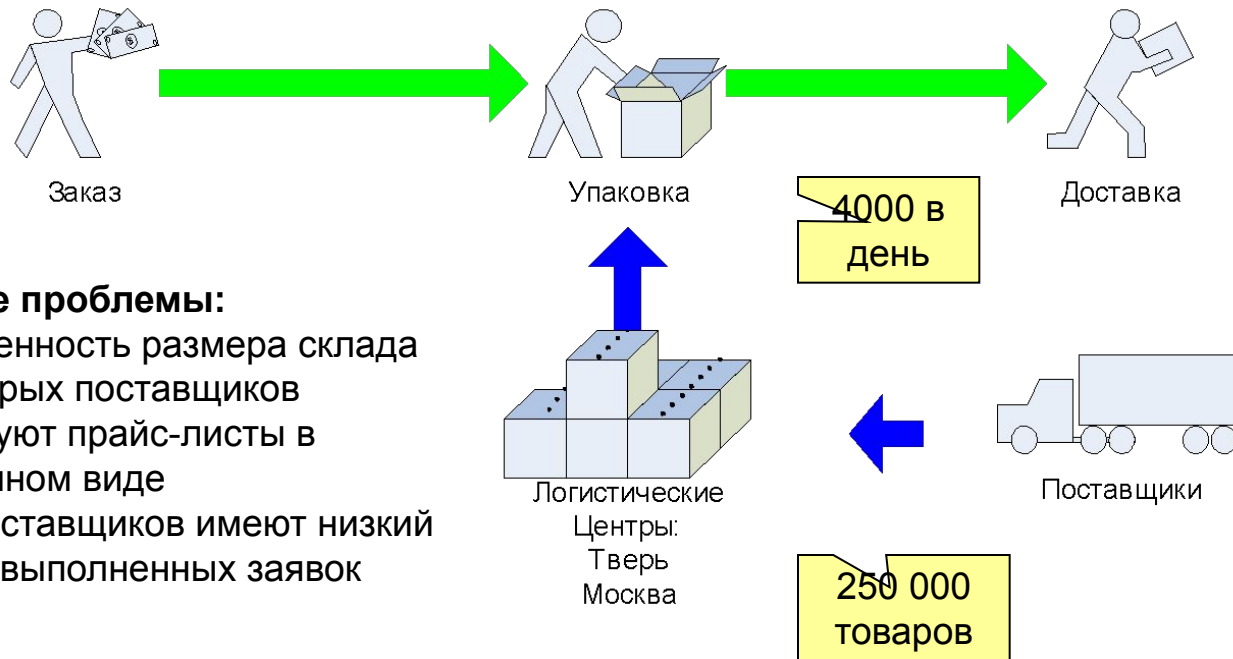 Заказ
Упаковка
Доставка
4000 в
день
е проблемы:
енность размера склада
рых поставщиков
уют прайс-листы в
нном виде
ставщиков имеют низкий
выполненных заявок
Логистические
Центры:
Тверь
Москва
Поставщики
250 000
товаров